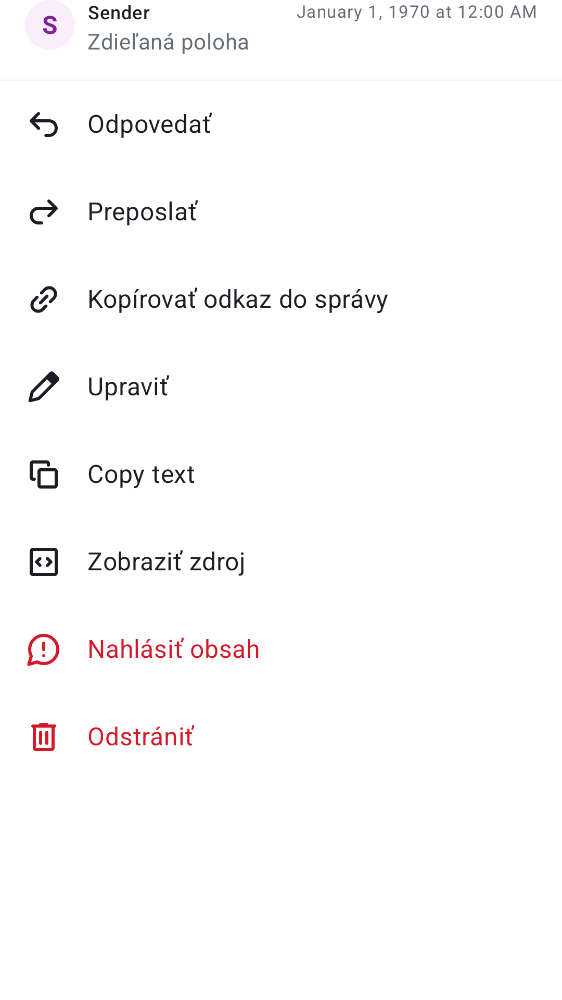 S
Sender
January 1, 1970 at 12:00 AM
Zdieľaná poloha
Odpovedať
Preposlať
Kopírovať odkaz do správy
Upraviť
Copy text
Zobraziť zdroj
Nahlásiť obsah
Odstrániť